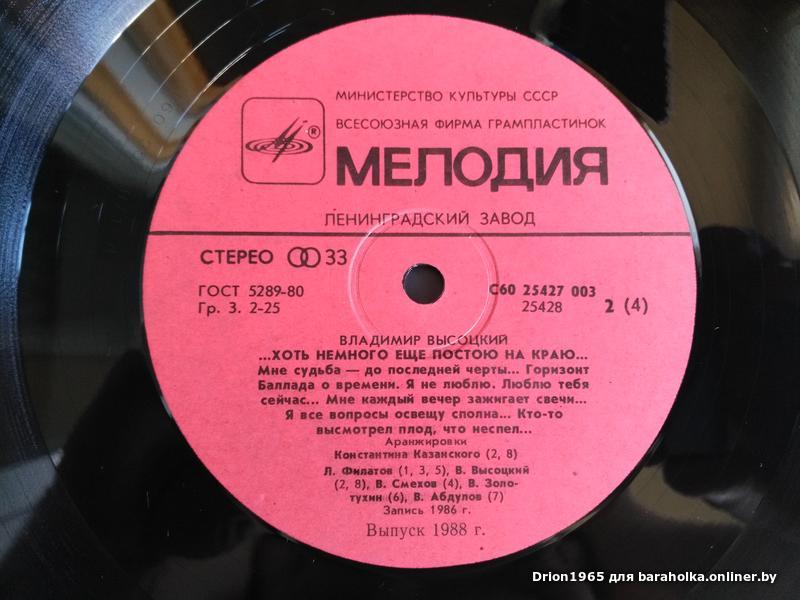 МИНИСТЕРСТВО КУЛЬТУРЫ СССР
ВСЕСОЮЗНАЯ ФИРМА ГРАМПЛАСТИНОК
®
МЕЛОДИЯ
ЛЕНИНГРАДСКИЙ ЗАВОД
СТЕРЕО 33
ГОСТ 5289-80
Гр. 3. 2-25
С60 25427 003
25428 2 (4)
ВЛАДИМИР ВЫСОЦКИЙ
...ХОТЬ НЕМНОГО ЕЩЕ ПОСТОЮ НА КРАЮ...
Мне судьба — до последней черты... Горизонт
Баллада о времени. Я не люблю. Люблю тебя
сейчас... Мне каждый вечер зажигает свечи...
Я все вопросы освещу сполна... Кто-то
высмотрел плод, что неспел...
Аранжировки
Константина Казанского (2, 8)
Л. Филатов (1, 3, 5), В. Высоцкий
(2, 8), В. Смехов (4), В. Золо-
тухин (6), В. Абдулов (7)
Запись 1986 г.
Выпуск 1988 г.
Drion1965 для baraholka.onliner.by